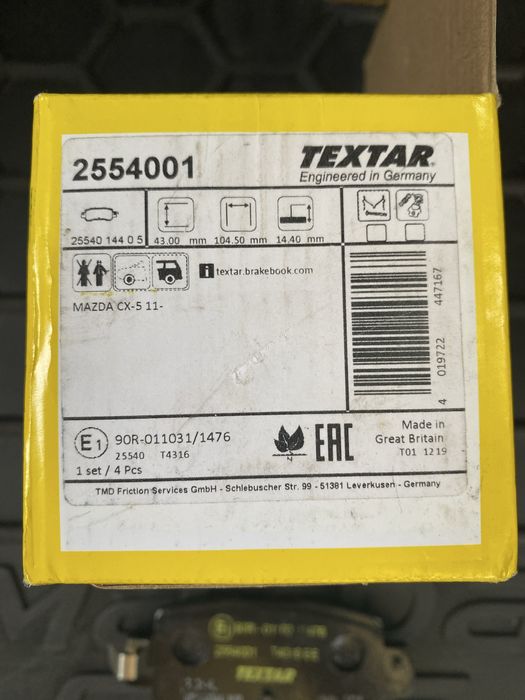 2554001
TEXTAR
Engineered in Germany
25540 144 0 5
43.00 mm
104.50 mm
14.40 mm
i textar.brakebook.com
MAZDA CX-5 11-
4 019722 447167
E1 90R-011031/1476
25540 T4316
1 set / 4 Pcs
EAC
Made in
Great Britain
T01 1219
TMD Friction Services GmbH - Schlebuscher Str. 99 - 51381 Leverkusen - Germany
TEXTAR